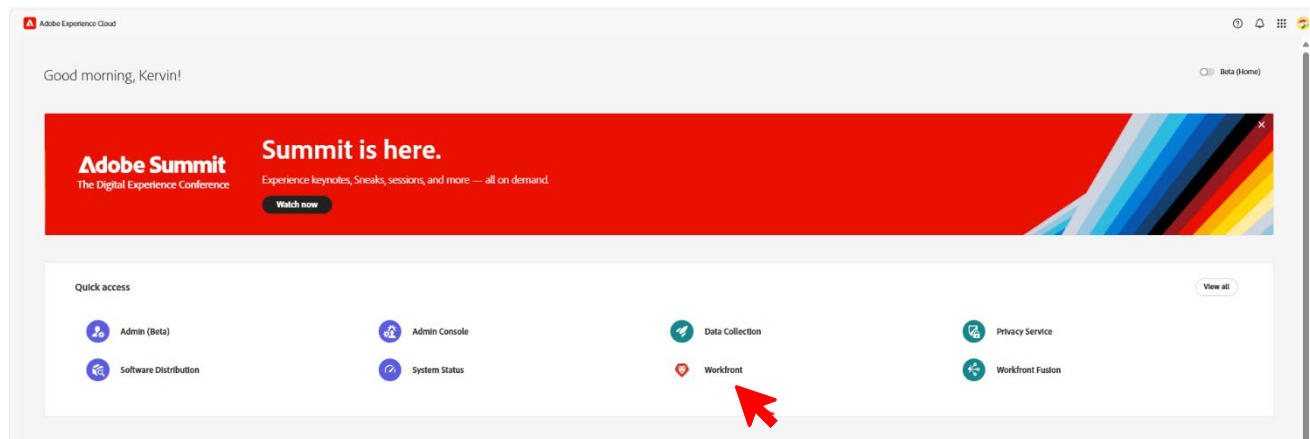 Adobe Experience Cloud
Good morning, Kervin!
Beta (Home)
Adobe Summit
The Digital Experience Conference
Summit is here.
Experience keynotes, Sneaks, sessions, and more — all on demand.
Watch now
Quick access
View all
Admin (Beta)
Admin Console
Data Collection
Privacy Service
Software Distribution
System Status
Workfront
Workfront Fusion